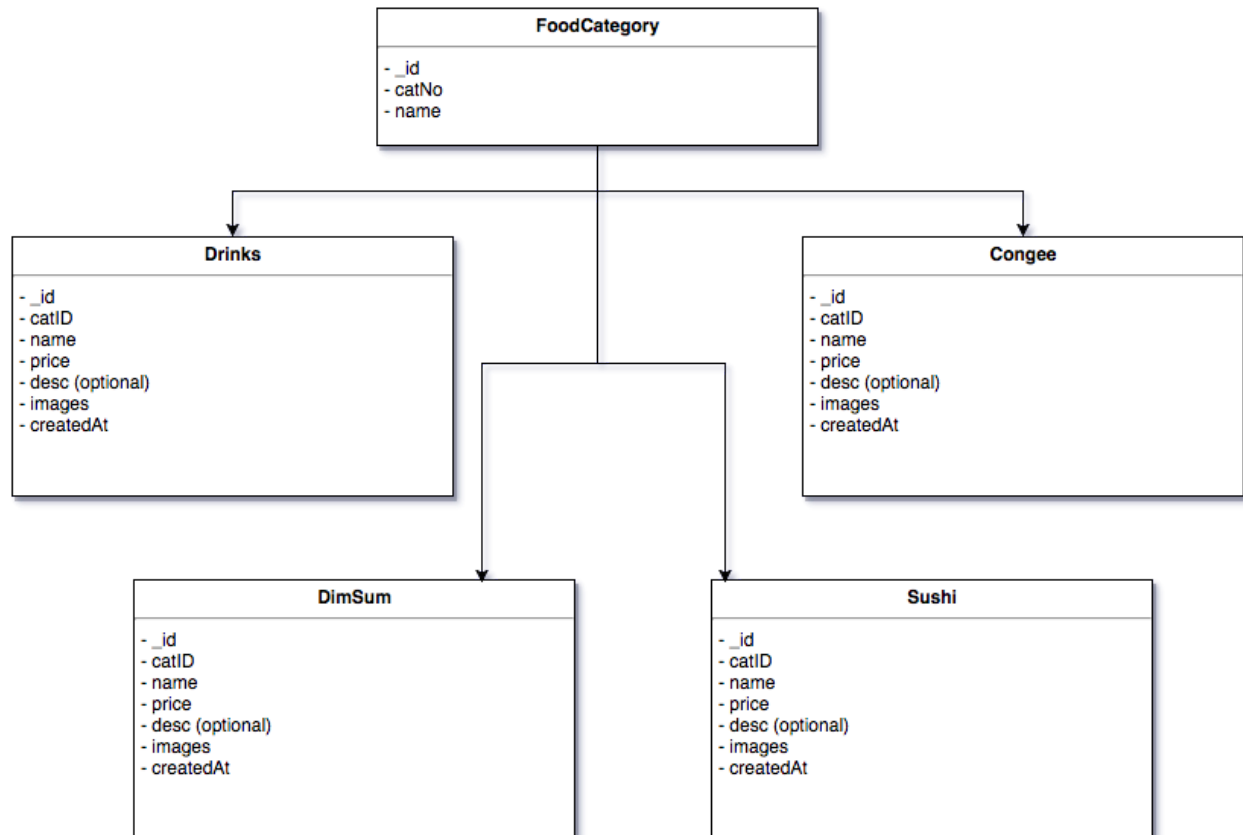 FoodCategory
- _id
- catNo
- name
Drinks
- _id
- catID
- name
- price
- desc (optional)
- images
- createdAt
Congee
- _id
- catID
- name
- price
- desc (optional)
- images
- createdAt
DimSum
- _id
- catID
- name
- price
- desc (optional)
- images
- createdAt
Sushi
- _id
- catID
- name
- price
- desc (optional)
- images
- createdAt